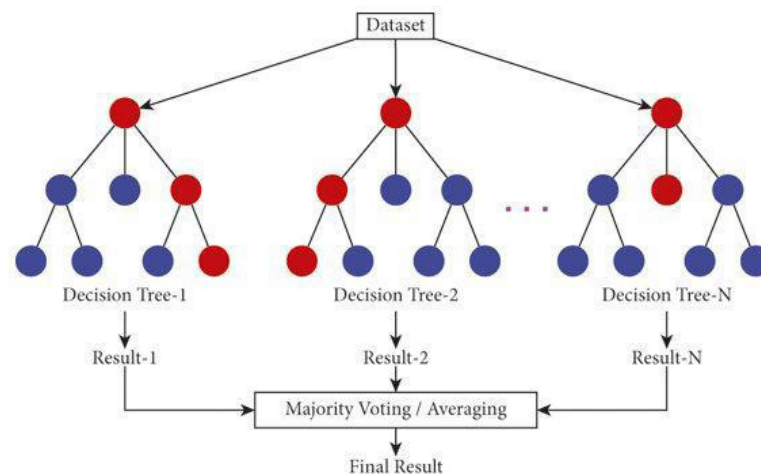 Dataset
Decision Tree-1
Decision Tree-2
Decision Tree-N
Result-1
Result-2
Result-N
Majority Voting / Averaging
Final Result